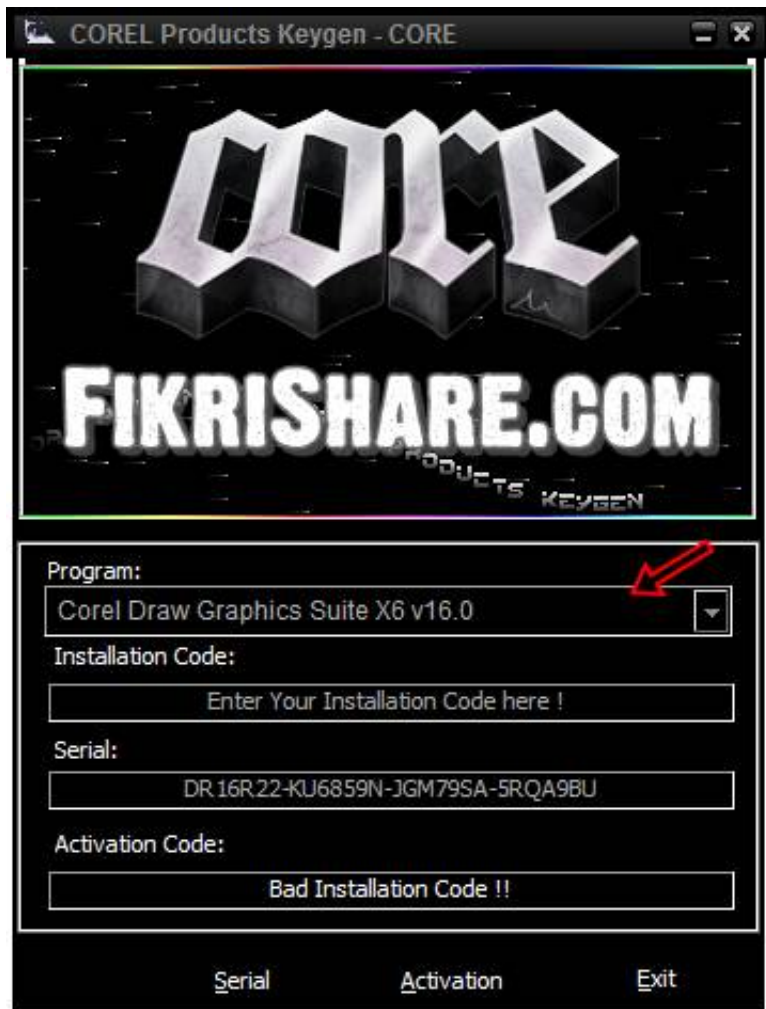 COREL Products Keygen - CORE
core
FIKRISHARE.COM
PRODUCTS KEYGEN
Program:
Corel Draw Graphics Suite X6 v16.0
Installation Code:
Enter Your Installation Code here !
Serial:
DR16R22-KU6859N-JGM79SA-5RQA9BU
Activation Code:
Bad Installation Code !!
Serial Activation Exit